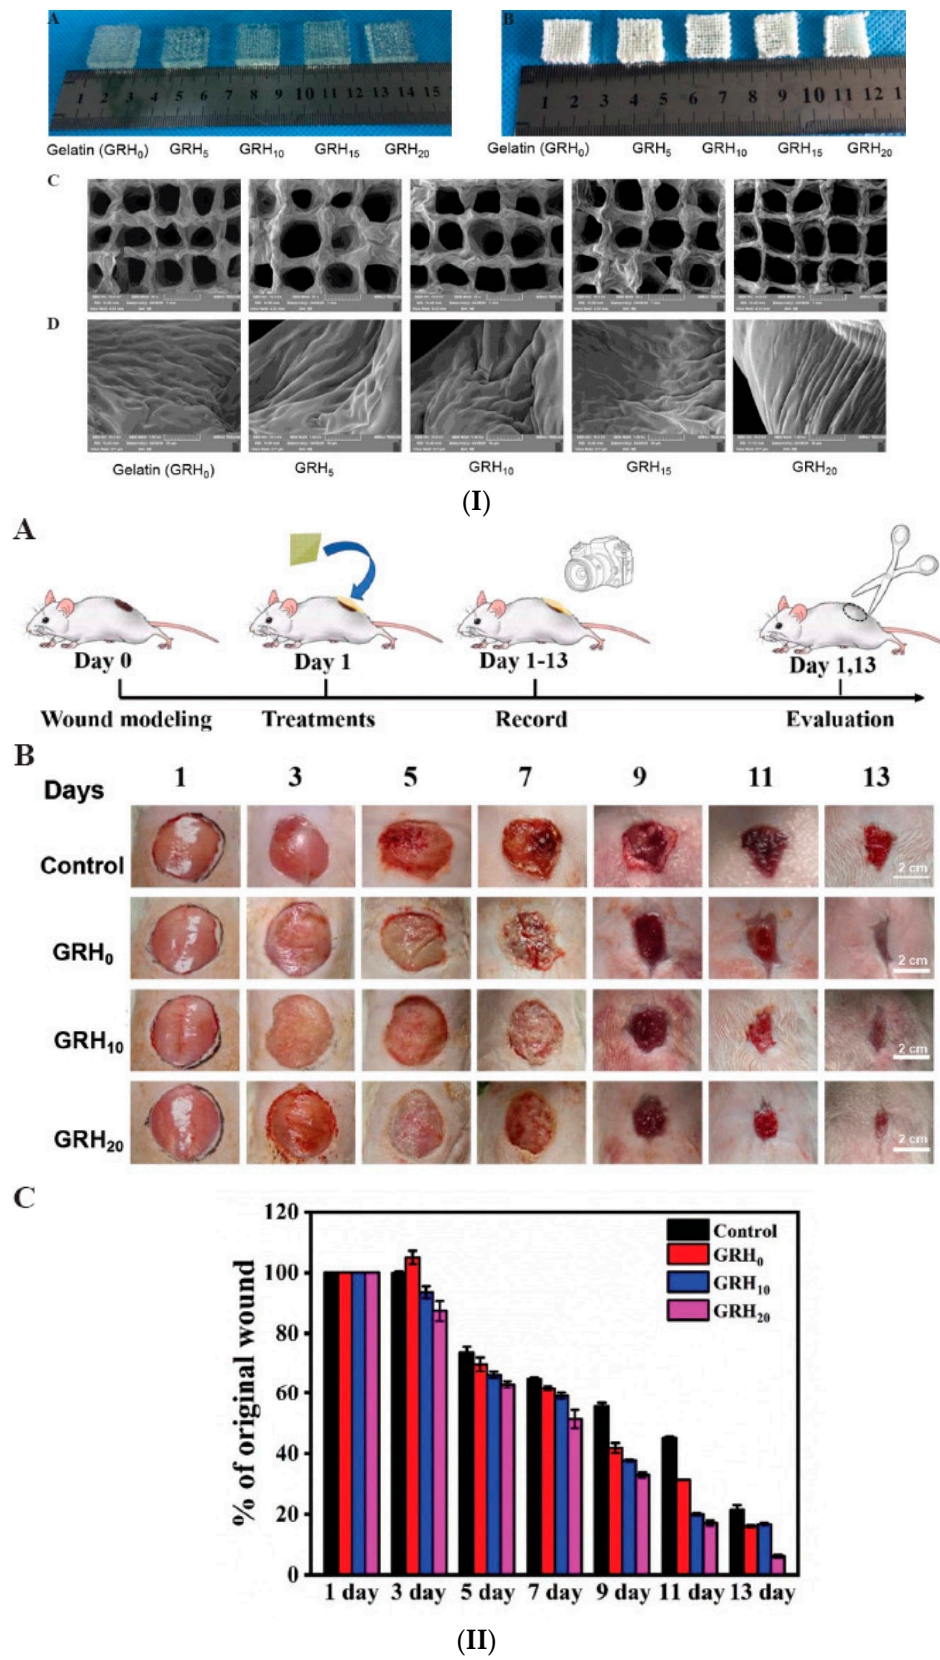 A
B
1 2 3 4 5 6 7 8 9 10 11 12 13 14 15
1 2 3 4 5 6 7 8 9 10 11 12 1
Gelatin (GRH₀) GRH₅ GRH₁₀ GRH₁₅ GRH₂₀
Gelatin (GRH₀) GRH₅ GRH₁₀ GRH₁₅ GRH₂₀
C
D
Gelatin (GRH₀) GRH₅ GRH₁₀ GRH₁₅ GRH₂₀
(I)
A
Day 0 Day 1 Day 1-13 Day 1,13
Wound modeling Treatments Record Evaluation
B
Days 1 3 5 7 9 11 13
Control
2 cm
GRH₀
2 cm
GRH₁₀
2 cm
GRH₂₀
2 cm
C
% of original wound
120
100
80
60
40
20
0
Control
GRH₀
GRH₁₀
GRH₂₀
1 day 3 day 5 day 7 day 9 day 11 day 13 day
(II)